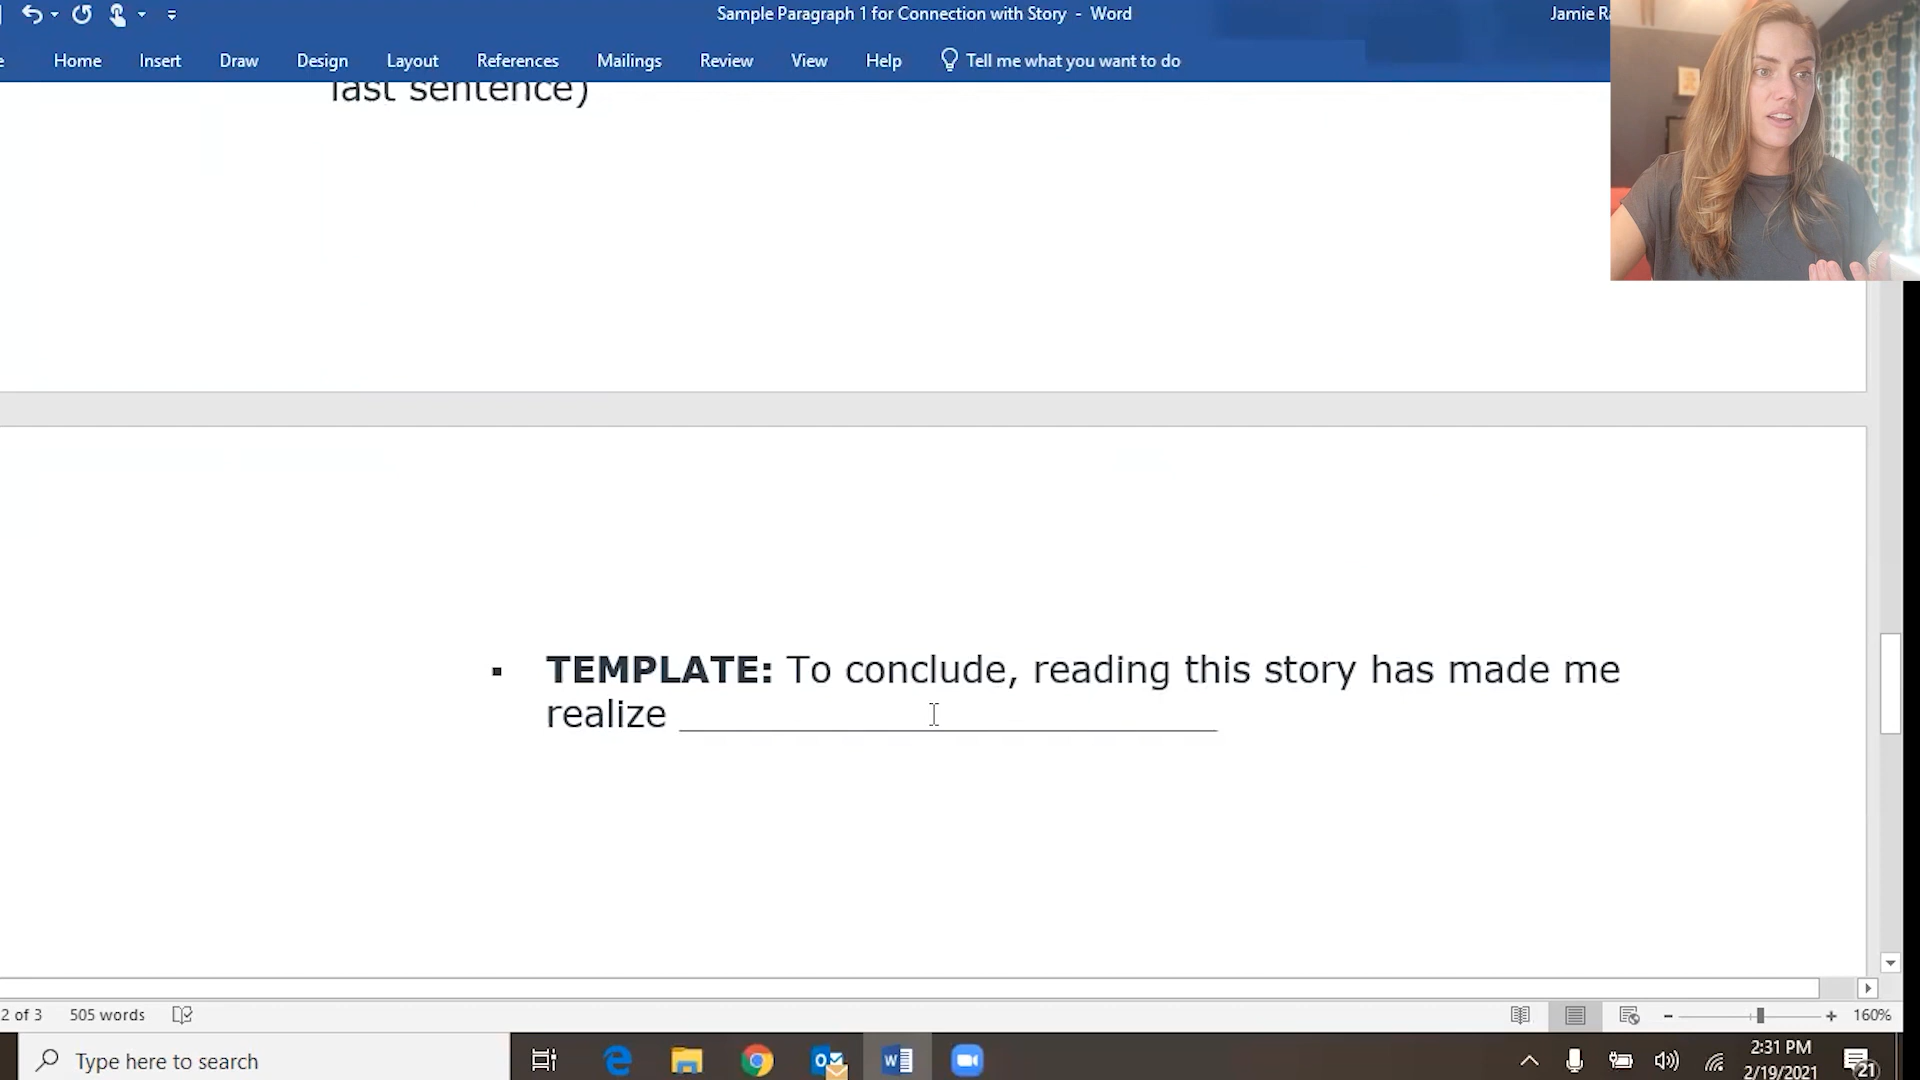 Sample Paragraph 1 for Connection with Story - Word
Jamie
Home Insert Draw Design Layout References Mailings Review View Help Tell me what you want to do
last sentence)
▪ TEMPLATE: To conclude, reading this story has made me
realize ____________________________
2 of 3 505 words
160%
Type here to search
2:31 PM
2/19/2021
21